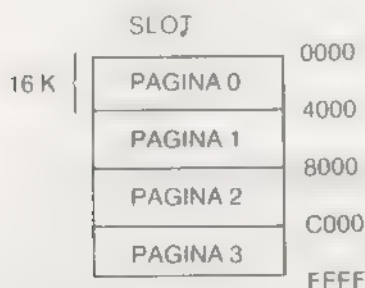 SLOT
0000
16 K
PAGINA 0
4000
PAGINA 1
8000
PAGINA 2
C000
PAGINA 3
FFFF